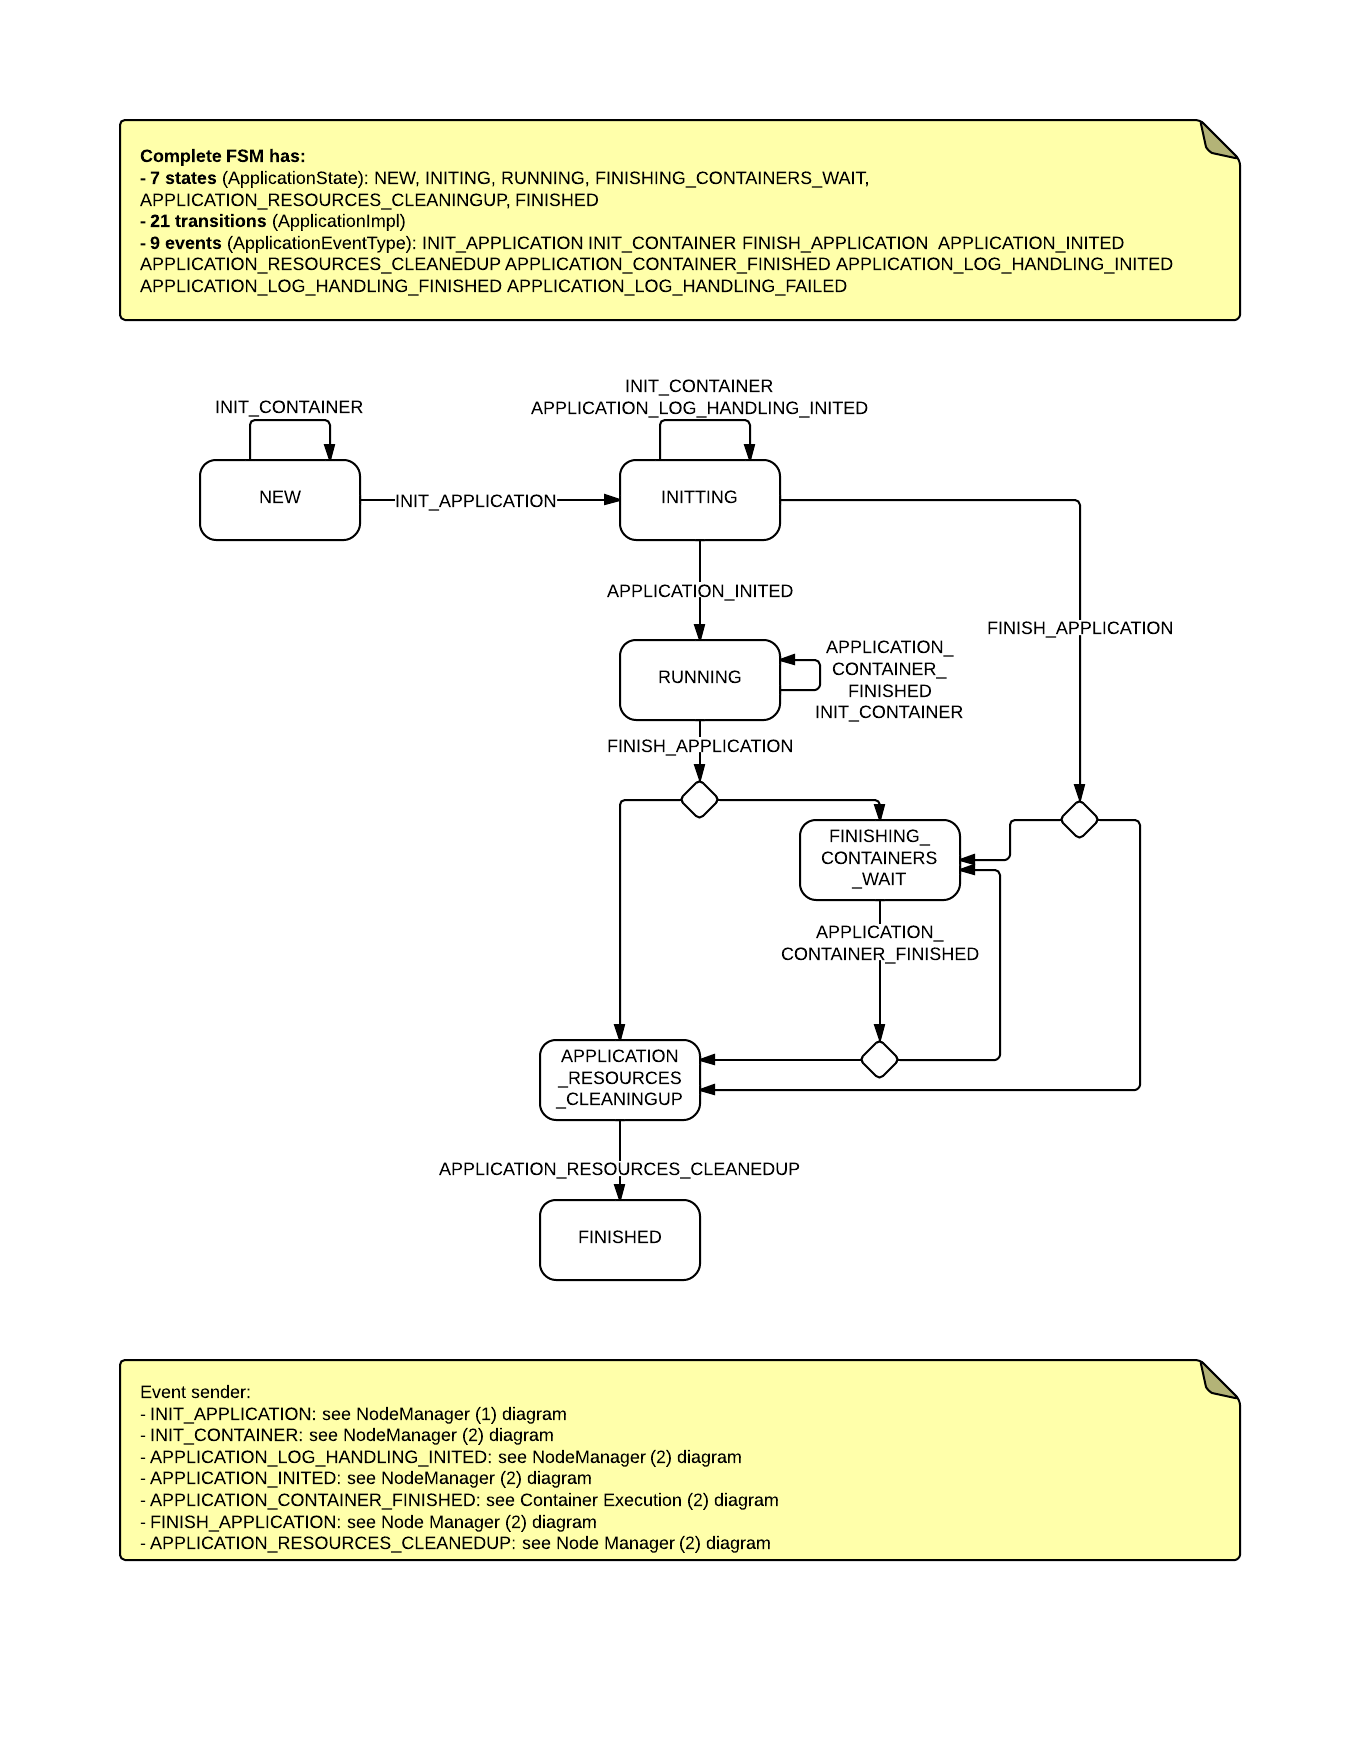 Complete FSM has:
- 7 states (ApplicationState): NEW, INITING, RUNNING, FINISHING_CONTAINERS_WAIT,
APPLICATION_RESOURCES_CLEANINGUP, FINISHED
- 21 transitions (ApplicationImpl)
- 9 events (ApplicationEventType): INIT_APPLICATION INIT_CONTAINER FINISH_APPLICATION  APPLICATION_INITED
APPLICATION_RESOURCES_CLEANEDUP APPLICATION_CONTAINER_FINISHED APPLICATION_LOG_HANDLING_INITED
APPLICATION_LOG_HANDLING_FINISHED APPLICATION_LOG_HANDLING_FAILED
INIT_CONTAINER
INIT_CONTAINER
APPLICATION_LOG_HANDLING_INITED
NEW
INIT_APPLICATION
INITTING
APPLICATION_INITED
FINISH_APPLICATION
RUNNING
APPLICATION_
CONTAINER_
FINISHED
INIT_CONTAINER
FINISH_APPLICATION
FINISHING_
CONTAINERS
_WAIT
APPLICATION_
CONTAINER_FINISHED
APPLICATION
_RESOURCES
_CLEANINGUP
APPLICATION_RESOURCES_CLEANEDUP
FINISHED
Event sender:
- INIT_APPLICATION: see NodeManager (1) diagram
- INIT_CONTAINER: see NodeManager (2) diagram
- APPLICATION_LOG_HANDLING_INITED: see NodeManager (2) diagram
- APPLICATION_INITED: see NodeManager (2) diagram
- APPLICATION_CONTAINER_FINISHED: see Container Execution (2) diagram
- FINISH_APPLICATION: see Node Manager (2) diagram
- APPLICATION_RESOURCES_CLEANEDUP: see Node Manager (2) diagram